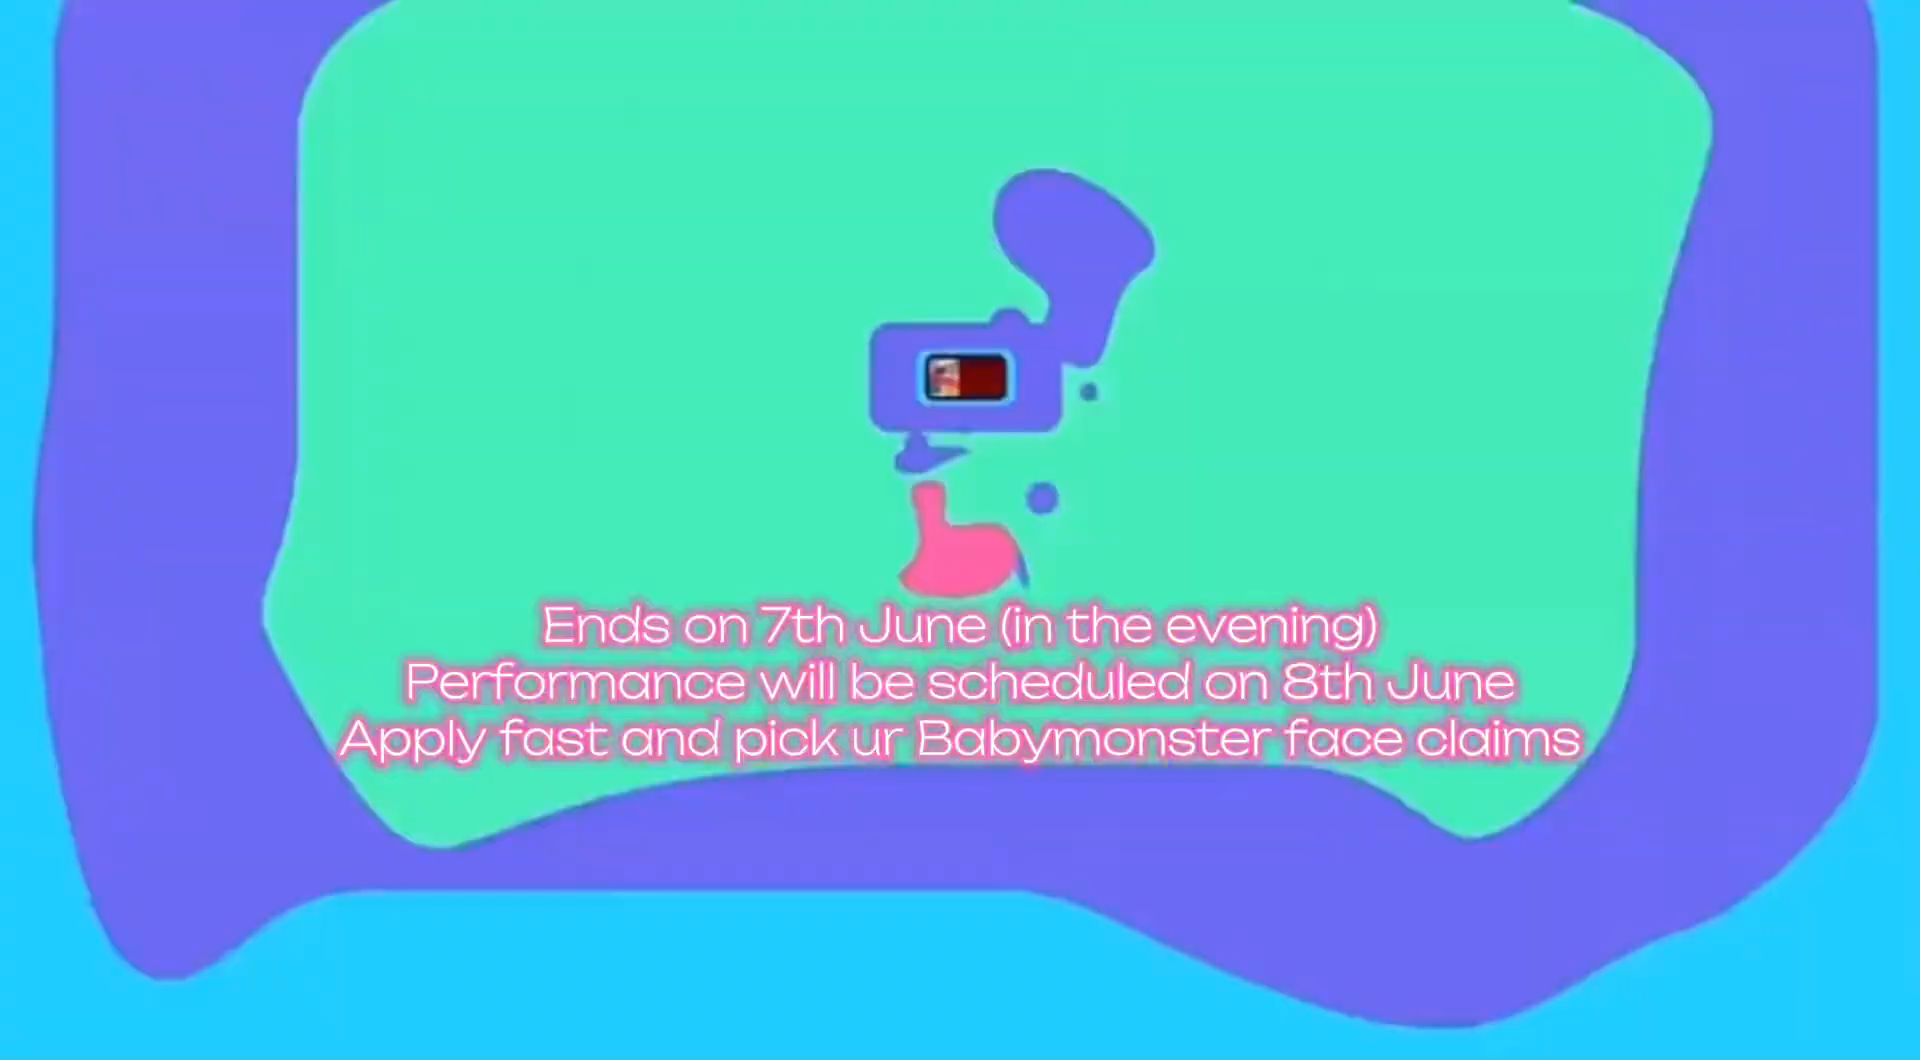 Ends on 7th June (in the evening)
Performance will be scheduled on 8th June
Apply fast and pick ur Babymonster face claims